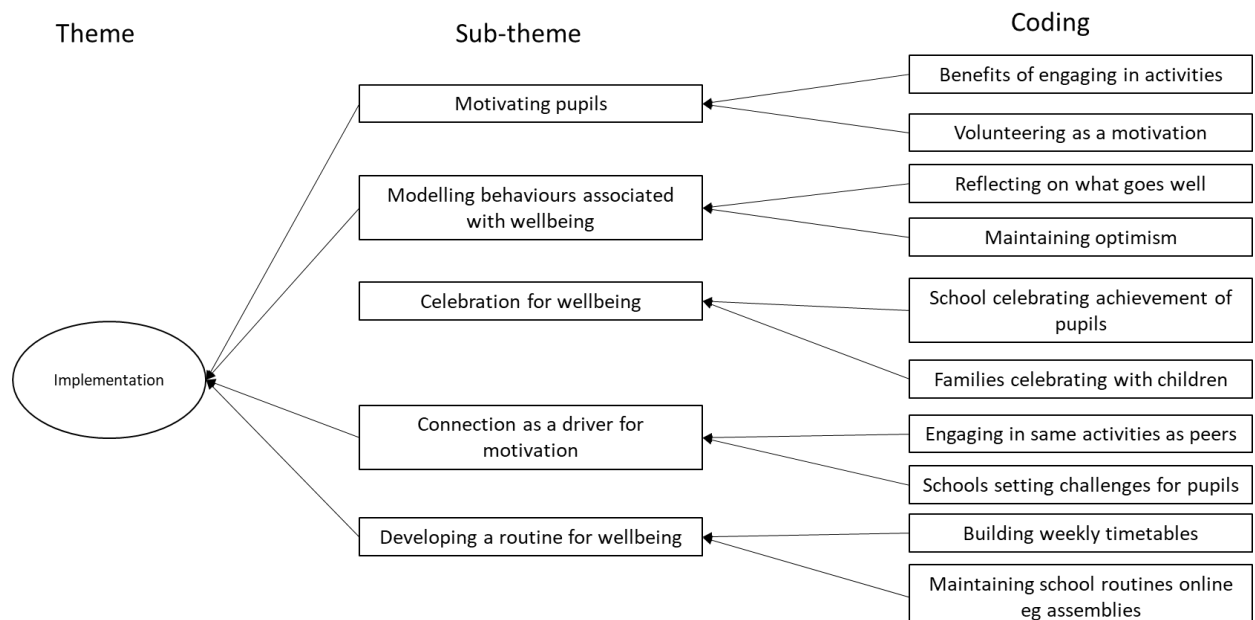 Theme
Sub-theme
Coding
Implementation
Motivating pupils
Modelling behaviours associated
with wellbeing
Celebration for wellbeing
Connection as a driver for
motivation
Developing a routine for wellbeing
Benefits of engaging in activities
Volunteering as a motivation
Reflecting on what goes well
Maintaining optimism
School celebrating achievement of
pupils
Families celebrating with children
Engaging in same activities as peers
Schools setting challenges for pupils
Building weekly timetables
Maintaining school routines online
eg assemblies